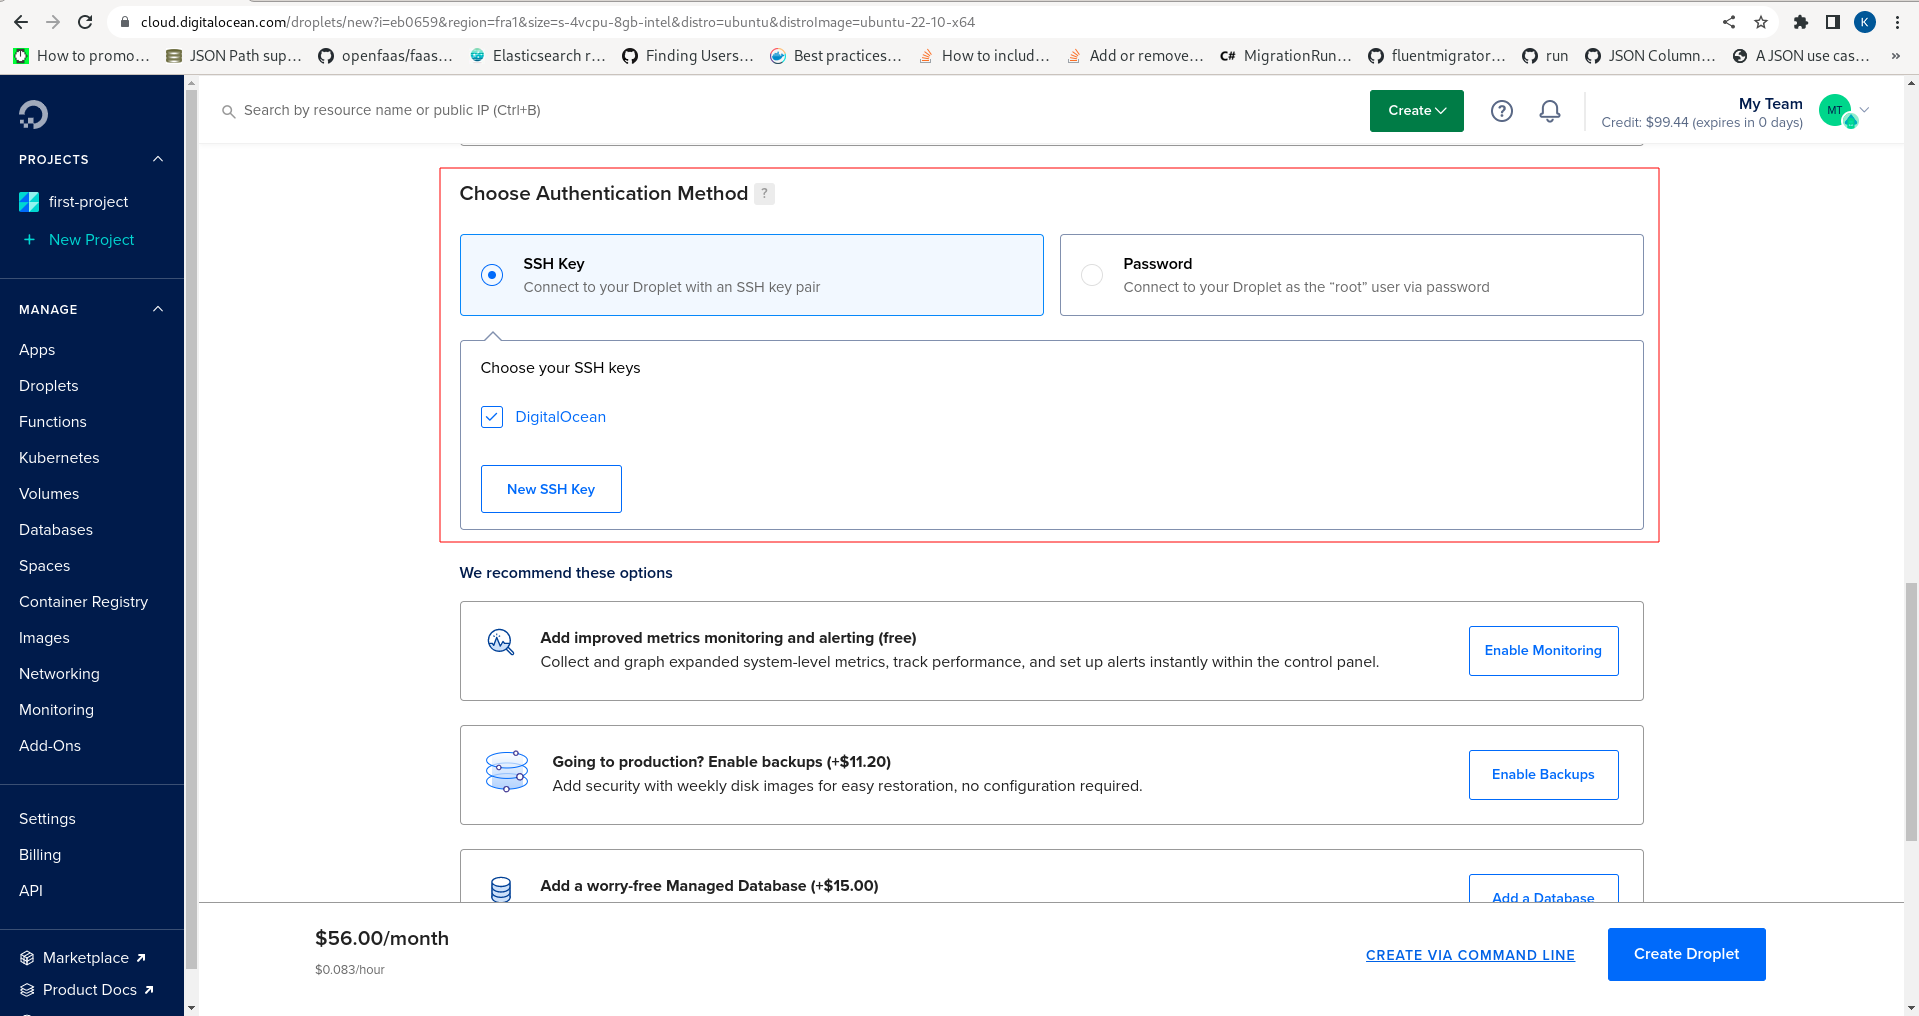 cloud.digitalocean.com/droplets/new?i=eb0659&region=fra1&size=s-4vcpu-8gb-intel&distro=ubuntu&distroImage=ubuntu-22-10-x64
K
How to promo...
JSON Path sup...
openfaas/faas...
Elasticsearch r...
Finding Users...
Best practices...
How to includ...
Add or remove...
C# MigrationRun...
fluentmigrator...
run
JSON Column...
A JSON use cas...
»
Search by resource name or public IP (Ctrl+B)
Create
?
My Team
Credit: $99.44 (expires in 0 days)
MT
PROJECTS
first-project
+ New Project
MANAGE
Apps
Droplets
Functions
Kubernetes
Volumes
Databases
Spaces
Container Registry
Images
Networking
Monitoring
Add-Ons
Settings
Billing
API
Marketplace
Product Docs
Choose Authentication Method ?
SSH Key
Connect to your Droplet with an SSH key pair
Password
Connect to your Droplet as the “root” user via password
Choose your SSH keys
DigitalOcean
New SSH Key
We recommend these options
Add improved metrics monitoring and alerting (free)
Collect and graph expanded system-level metrics, track performance, and set up alerts instantly within the control panel.
Enable Monitoring
Going to production? Enable backups (+$11.20)
Add security with weekly disk images for easy restoration, no configuration required.
Enable Backups
Add a worry-free Managed Database (+$15.00)
Add a Database
$56.00/month
$0.083/hour
CREATE VIA COMMAND LINE
Create Droplet